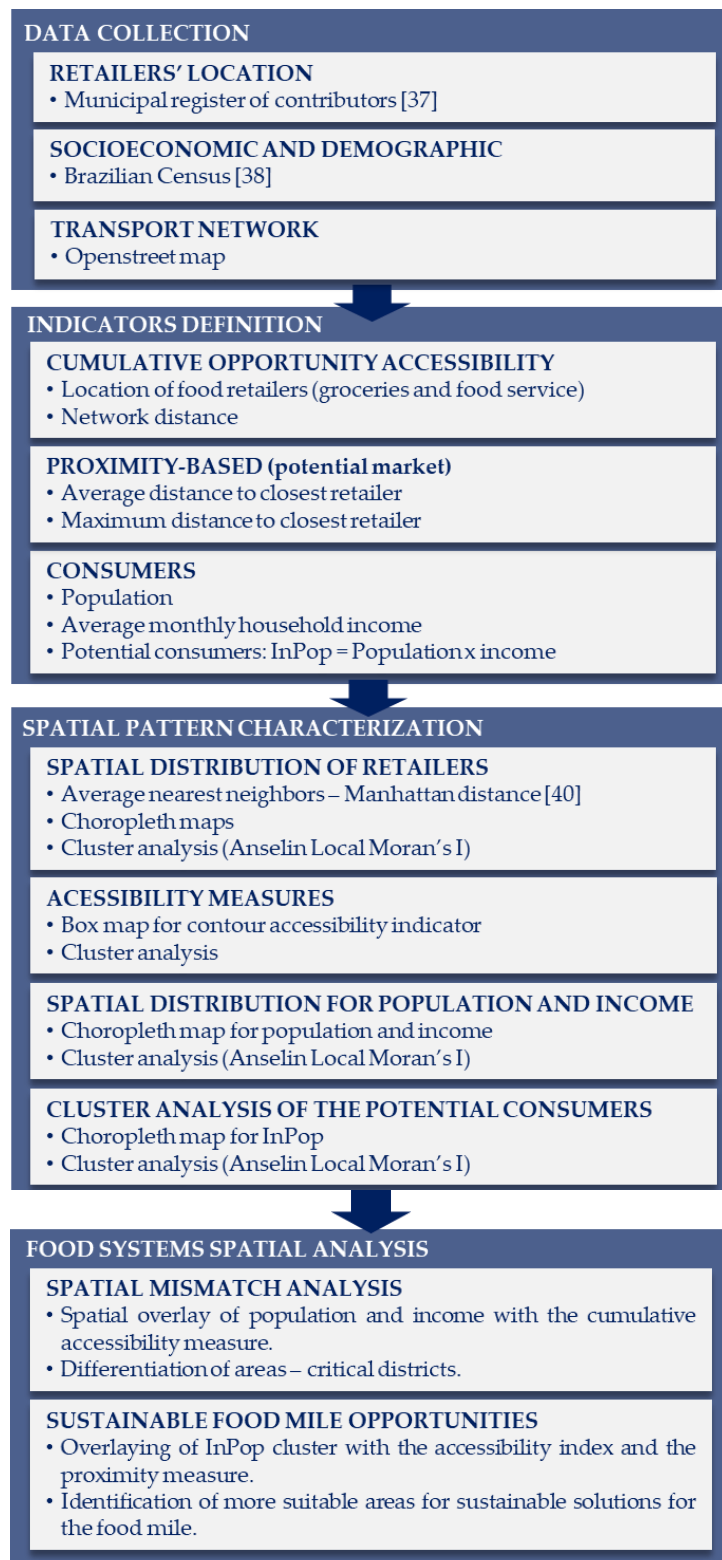 DATA COLLECTION
RETAILERS' LOCATION
• Municipal register of contributors [37]
SOCIOECONOMIC AND DEMOGRAPHIC
• Brazilian Census [38]
TRANSPORT NETWORK
• Openstreet map
INDICATORS DEFINITION
CUMULATIVE OPPORTUNITY ACCESSIBILITY
• Location of food retailers (groceries and food service)
• Network distance
PROXIMITY-BASED (potential market)
• Average distance to closest retailer
• Maximum distance to closest retailer
CONSUMERS
• Population
• Average monthly household income
• Potential consumers: InPop = Population x income
SPATIAL PATTERN CHARACTERIZATION
SPATIAL DISTRIBUTION OF RETAILERS
• Average nearest neighbors – Manhattan distance [40]
• Choropleth maps
• Cluster analysis (Anselin Local Moran's I)
ACESSIBILITY MEASURES
• Box map for contour accessibility indicator
• Cluster analysis
SPATIAL DISTRIBUTION FOR POPULATION AND INCOME
• Choropleth map for population and income
• Cluster analysis (Anselin Local Moran's I)
CLUSTER ANALYSIS OF THE POTENTIAL CONSUMERS
• Choropleth map for InPop
• Cluster analysis (Anselin Local Moran's I)
FOOD SYSTEMS SPATIAL ANALYSIS
SPATIAL MISMATCH ANALYSIS
• Spatial overlay of population and income with the cumulative
accessibility measure.
• Differentiation of areas – critical districts.
SUSTAINABLE FOOD MILE OPPORTUNITIES
• Overlaying of InPop cluster with the accessibility index and the
proximity measure.
• Identification of more suitable areas for sustainable solutions for
the food mile.